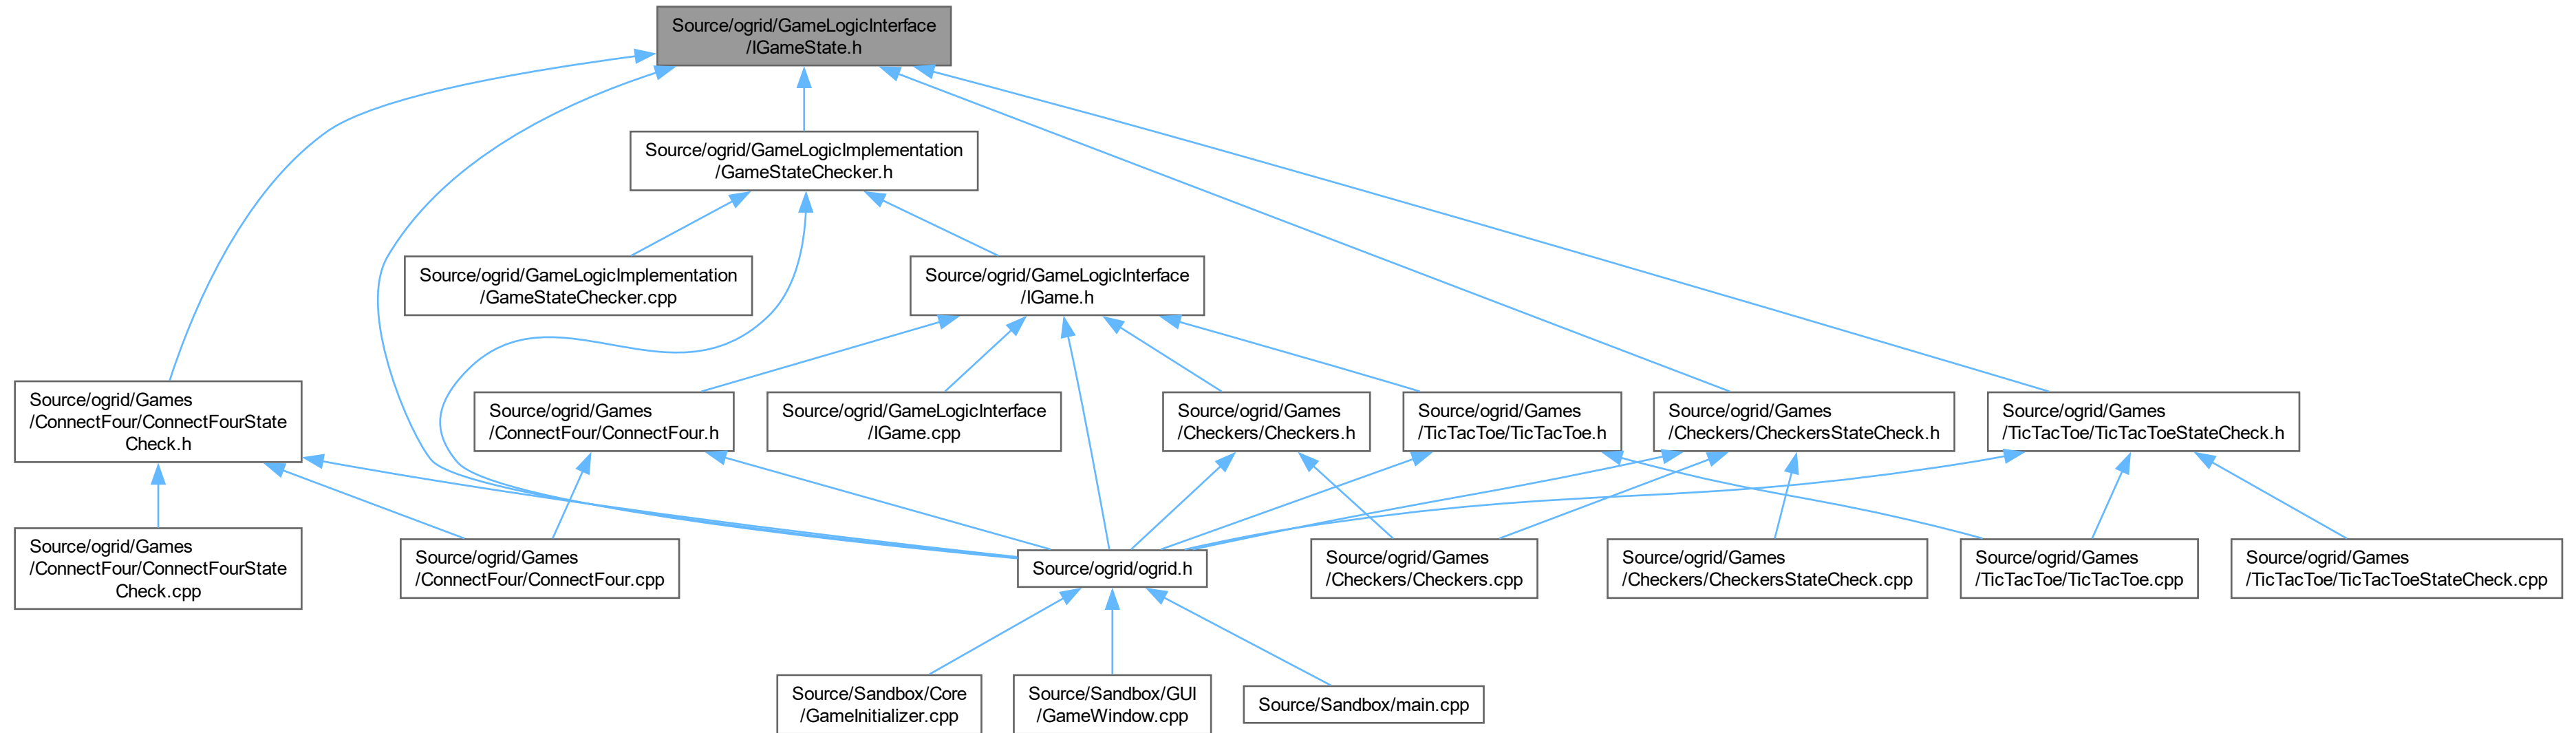 Source/ogrid/GameLogicInterface
/IGameState.h
Source/ogrid/GameLogicImplementation
/GameStateChecker.h
Source/ogrid/GameLogicImplementation
/GameStateChecker.cpp
Source/ogrid/GameLogicInterface
/IGame.h
Source/ogrid/Games
/ConnectFour/ConnectFourState
Check.h
Source/ogrid/Games
/ConnectFour/ConnectFour.h
Source/ogrid/GameLogicInterface
/IGame.cpp
Source/ogrid/Games
/Checkers/Checkers.h
Source/ogrid/Games
/TicTacToe/TicTacToe.h
Source/ogrid/Games
/Checkers/CheckersStateCheck.h
Source/ogrid/Games
/TicTacToe/TicTacToeStateCheck.h
Source/ogrid/Games
/ConnectFour/ConnectFourState
Check.cpp
Source/ogrid/Games
/ConnectFour/ConnectFour.cpp
Source/ogrid/ogrid.h
Source/ogrid/Games
/Checkers/Checkers.cpp
Source/ogrid/Games
/Checkers/CheckersStateCheck.cpp
Source/ogrid/Games
/TicTacToe/TicTacToe.cpp
Source/ogrid/Games
/TicTacToe/TicTacToeStateCheck.cpp
Source/Sandbox/Core
/GameInitializer.cpp
Source/Sandbox/GUI
/GameWindow.cpp
Source/Sandbox/main.cpp